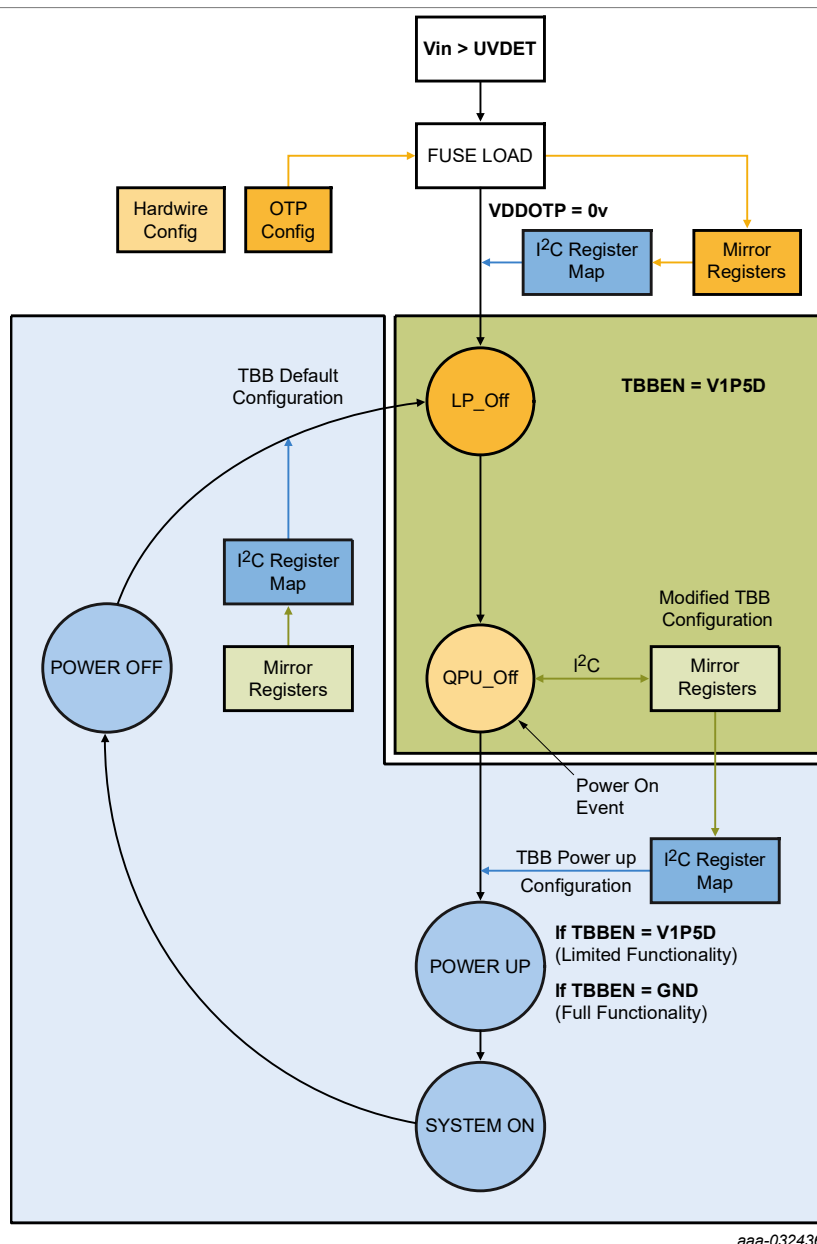 Vin > UVDET
FUSE LOAD
Hardwire
Config
OTP
Config
VDDOTP = 0v
I²C Register
Map
Mirror
Registers
TBB Default
Configuration
LP_Off
TBBEN = V1P5D
I²C Register
Map
Modified TBB
Configuration
POWER OFF
Mirror
Registers
QPU_Off
I²C
Mirror
Registers
Power On
Event
TBB Power up
Configuration
I²C Register
Map
POWER UP
If TBBEN = V1P5D
(Limited Functionality)
If TBBEN = GND
(Full Functionality)
SYSTEM ON